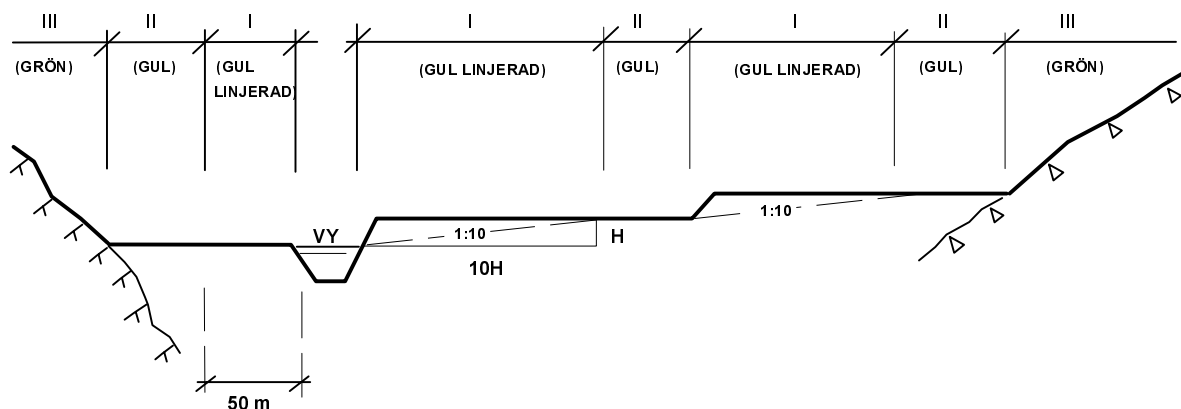 III II I I II I II III
(GRÖN) (GUL) (GUL (GUL LINJERAD) (GUL) (GUL LINJERAD) (GUL) (GRÖN)
LINJERAD)
1:10
VY 1:10 H
10H
50 m